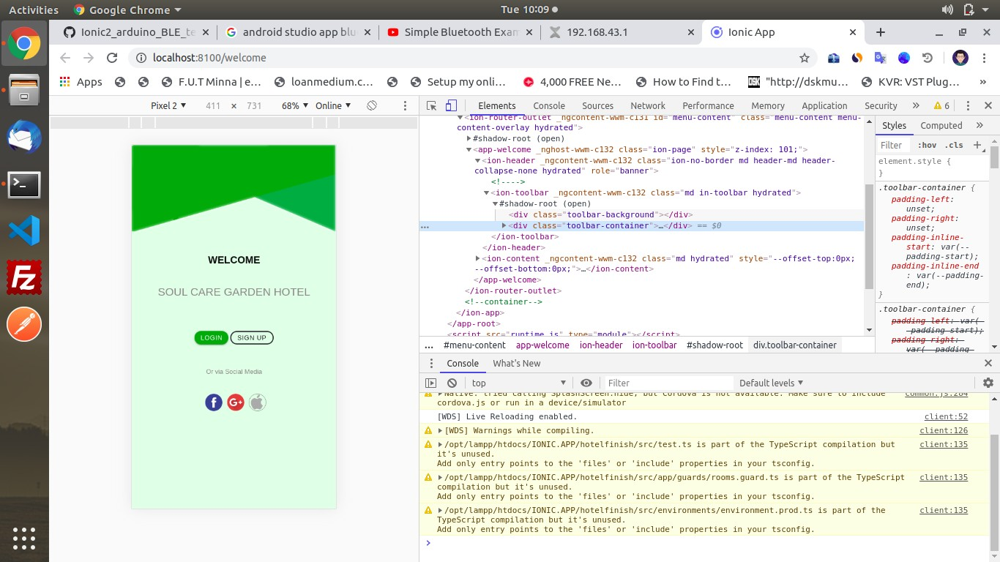 Activities
Google Chrome
Tue 10:09
Ionic2_arduino_BLE_te
android studio app blu
Simple Bluetooth Exam
192.168.43.1
Ionic App
localhost:8100/welcome
Apps
F.U.T Minna | e…
loanmedium.c…
Setup my onli…
4,000 FREE Ne…
How to Find t…
"http://dskmu…
KVR: VST Plug…
»
Pixel 2
411 × 731
68%
Online
Elements
Console
Sources
Network
Performance
Memory
Application
Security
»
6
WELCOME
SOUL CARE GARDEN HOTEL
LOGIN
SIGN UP
Or via Social Media
<ion-router-outlet _ngcontent-wwm-c131 id="menu-content" class="menu-content menu-
content-overlay hydrated">
#shadow-root (open)
<app-welcome _nghost-wwm-c132 class="ion-page" style="z-index: 101;">
<ion-header _ngcontent-wwm-c132 class="ion-no-border md header-md header-
collapse-none hydrated" role="banner">
<!---->
<ion-toolbar _ngcontent-wwm-c132 class="md in-toolbar hydrated">
#shadow-root (open)
<div class="toolbar-background"></div>
… <div class="toolbar-container">…</div> == $0
</ion-toolbar>
</ion-header>
<ion-content _ngcontent-wwm-c132 class="md hydrated" style="--offset-top:0px;
--offset-bottom:0px;">…</ion-content>
</app-welcome>
</ion-router-outlet>
<!--container-->
</ion-app>
</app-root>
<script src="runtime.js" type="module"></script>
… #menu-content app-welcome ion-header ion-toolbar #shadow-root div.toolbar-container
Styles
Computed
»
Filter
:hov
.cls
+
element.style {
}
.toolbar-container {
padding-left:
unset;
padding-right:
unset;
padding-inline-
start: var(--
padding-start);
padding-inline-end
: var(--padding-
end);
}
.toolbar-container {
padding-left: var(
--padding-start);
padding-right:
var(--padding-
Console
What's New
top
Filter
Default levels
Native: tried calling SplashScreen.hide, but Cordova is not available. Make sure to include
common.js:284
cordova.js or run in a device/simulator
[WDS] Live Reloading enabled.
client:52
[WDS] Warnings while compiling.
client:126
/opt/lampp/htdocs/IONIC.APP/hotelfinish/src/test.ts is part of the TypeScript compilation but
client:135
it's unused.
Add only entry points to the 'files' or 'include' properties in your tsconfig.
/opt/lampp/htdocs/IONIC.APP/hotelfinish/src/app/guards/rooms.guard.ts is part of the TypeScript
client:135
compilation but it's unused.
Add only entry points to the 'files' or 'include' properties in your tsconfig.
/opt/lampp/htdocs/IONIC.APP/hotelfinish/src/environments/environment.prod.ts is part of the
client:135
TypeScript compilation but it's unused.
Add only entry points to the 'files' or 'include' properties in your tsconfig.